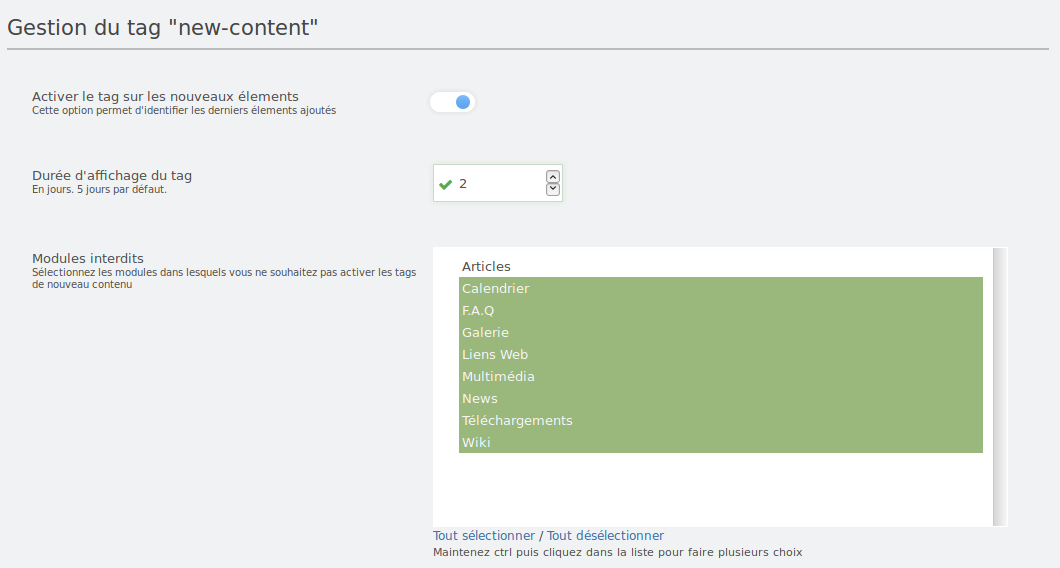 Gestion du tag "new-content"
Activer le tag sur les nouveaux élements
Cette option permet d'identifier les derniers élements ajoutés
Durée d'affichage du tag
En jours. 5 jours par défaut.
2
Modules interdits
Sélectionnez les modules dans lesquels vous ne souhaitez pas activer les tags
de nouveau contenu
Articles
Calendrier
F.A.Q
Galerie
Liens Web
Multimédia
News
Téléchargements
Wiki
Tout sélectionner / Tout désélectionner
Maintenez ctrl puis cliquez dans la liste pour faire plusieurs choix